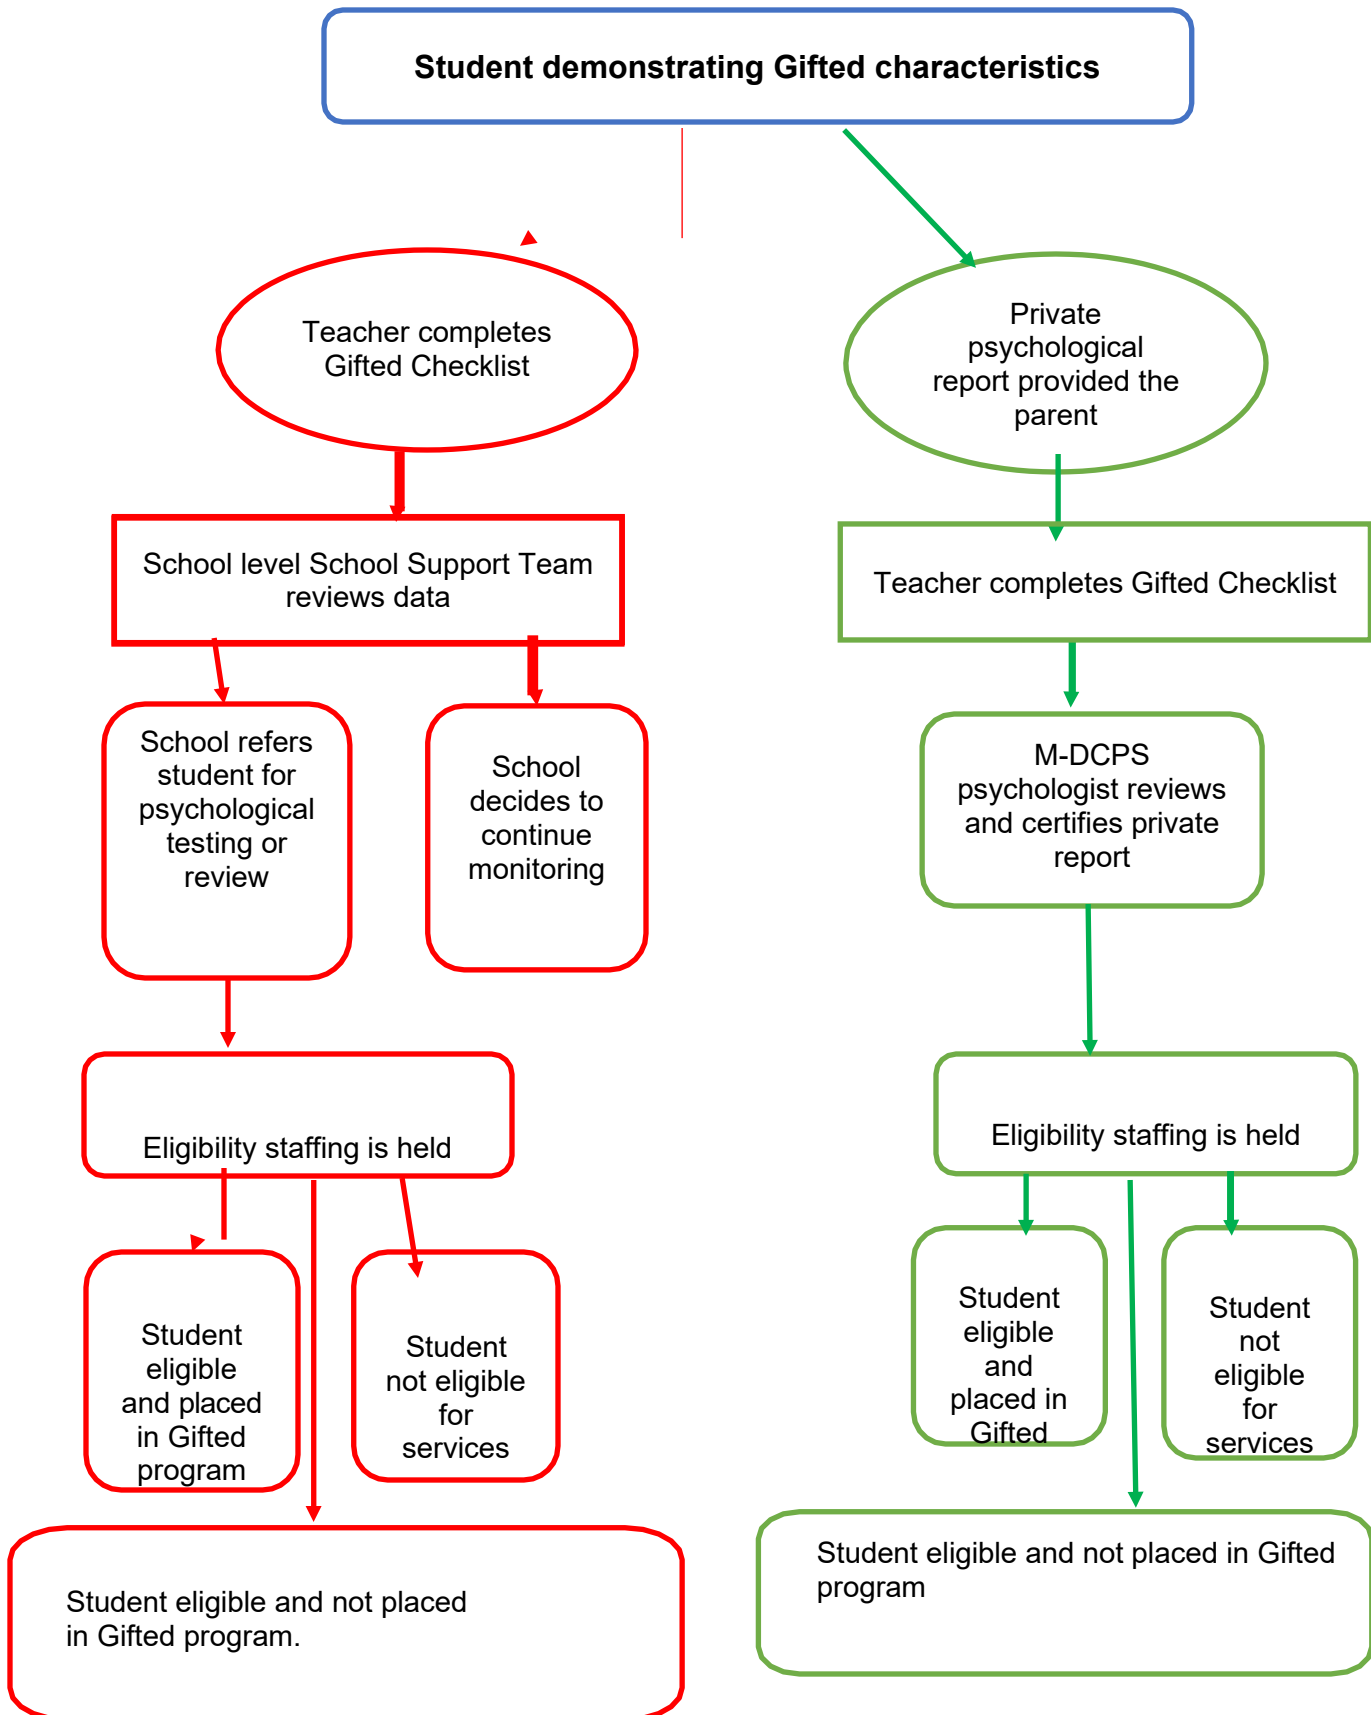 Student demonstrating Gifted characteristics
Teacher completes
Gifted Checklist
Private
psychological
report provided the
parent
School level School Support Team
reviews data
Teacher completes Gifted Checklist
School refers
student for
psychological
testing or
review
School
decides to
continue
monitoring
M-DCPS
psychologist reviews
and certifies private
report
Eligibility staffing is held
Eligibility staffing is held
Student
eligible
and placed
in Gifted
program
Student
not eligible
for
services
Student
eligible
and
placed in
Gifted
Student
not
eligible
for
services
Student eligible and not placed
in Gifted program.
Student eligible and not placed in Gifted
program